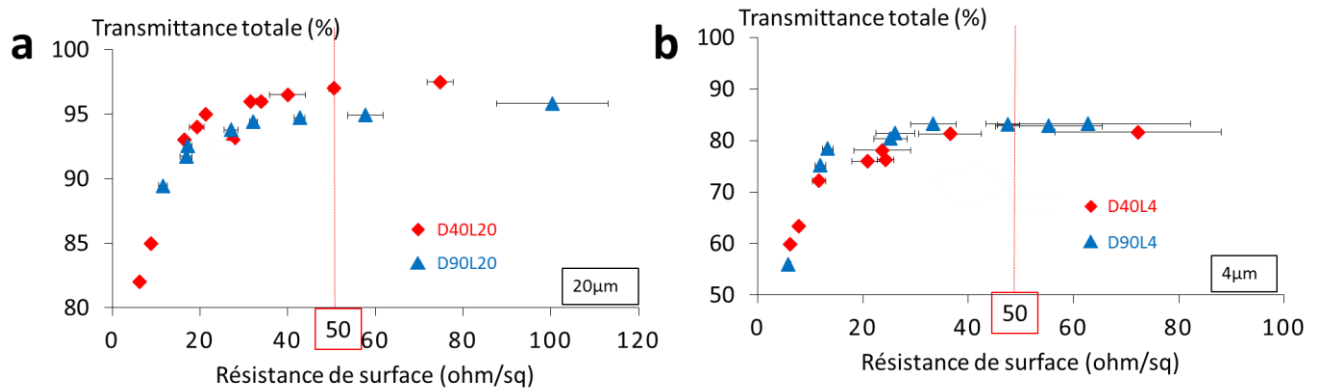 a
Transmittance totale (%)
100
95
90
85
80
0
20
40
50
60
80
100
120
Résistance de surface (ohm/sq)
D40L20
D90L20
20µm
b
Transmittance totale (%)
100
90
80
70
60
50
0
20
40
50
60
80
100
Résistance de surface (ohm/sq)
D40L4
D90L4
4µm